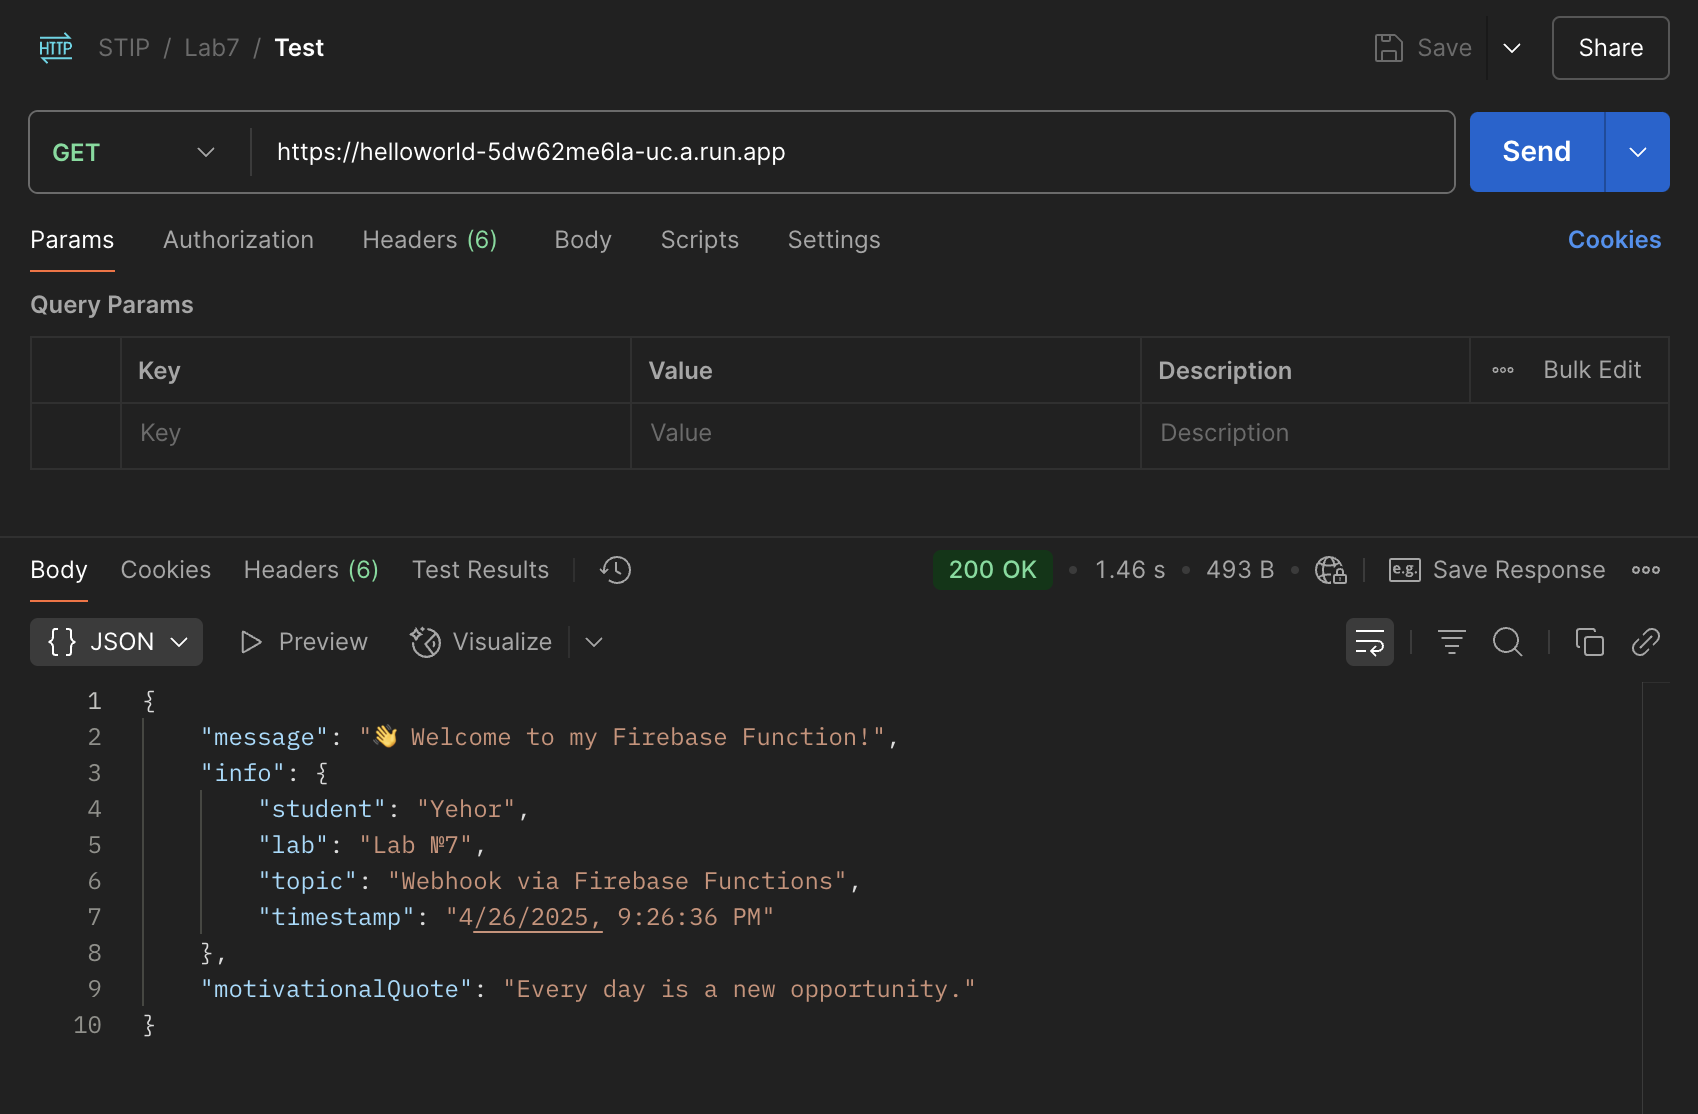 HTTP STIP / Lab7 / Test Save Share
GET https://helloworld-5dw62me6la-uc.a.run.app Send
Params Authorization Headers (6) Body Scripts Settings Cookies
Query Params
Key Value Description Bulk Edit
Key Value Description
Body Cookies Headers (6) Test Results 200 OK • 1.46 s • 493 B • e.g. Save Response
{} JSON Preview Visualize
1 {
2 "message": "👋 Welcome to my Firebase Function!",
3 "info": {
4 "student": "Yehor",
5 "lab": "Lab №7",
6 "topic": "Webhook via Firebase Functions",
7 "timestamp": "4/26/2025, 9:26:36 PM"
8 },
9 "motivationalQuote": "Every day is a new opportunity."
10 }